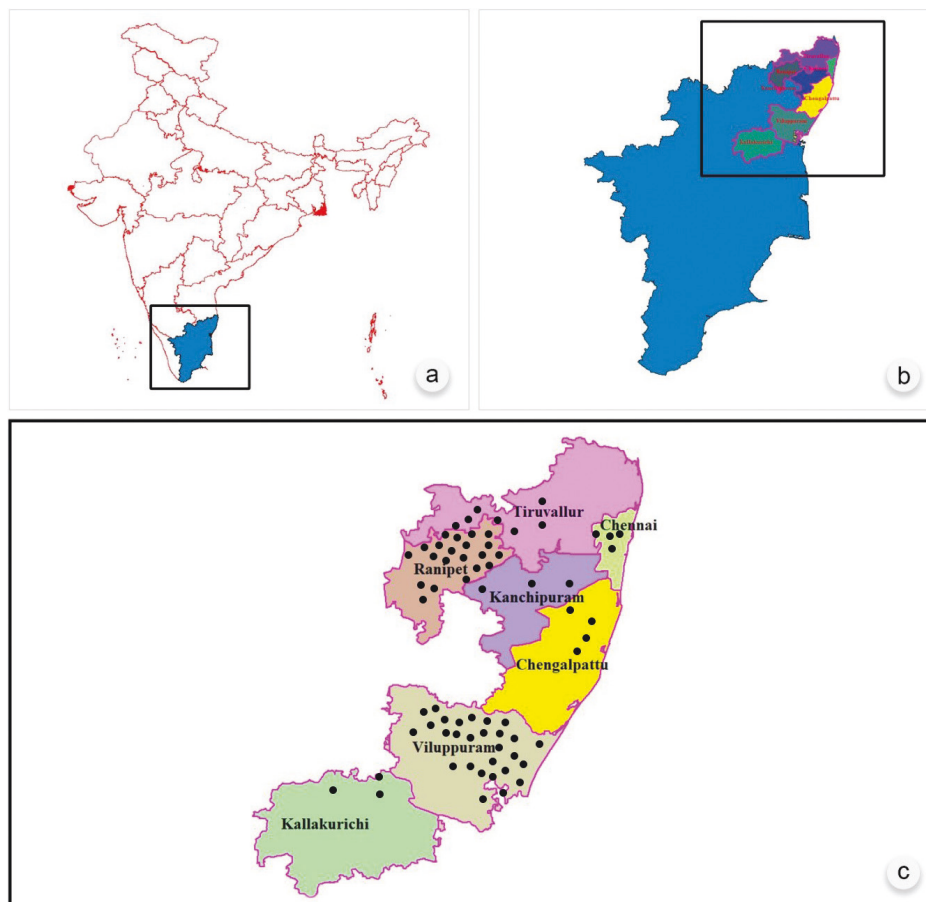 a
b
Chengalpattu
Viluppuram
Tiruvallur
Chennai
Ranipet
Kanchipuram
Chengalpattu
Viluppuram
Kallakurichi
c